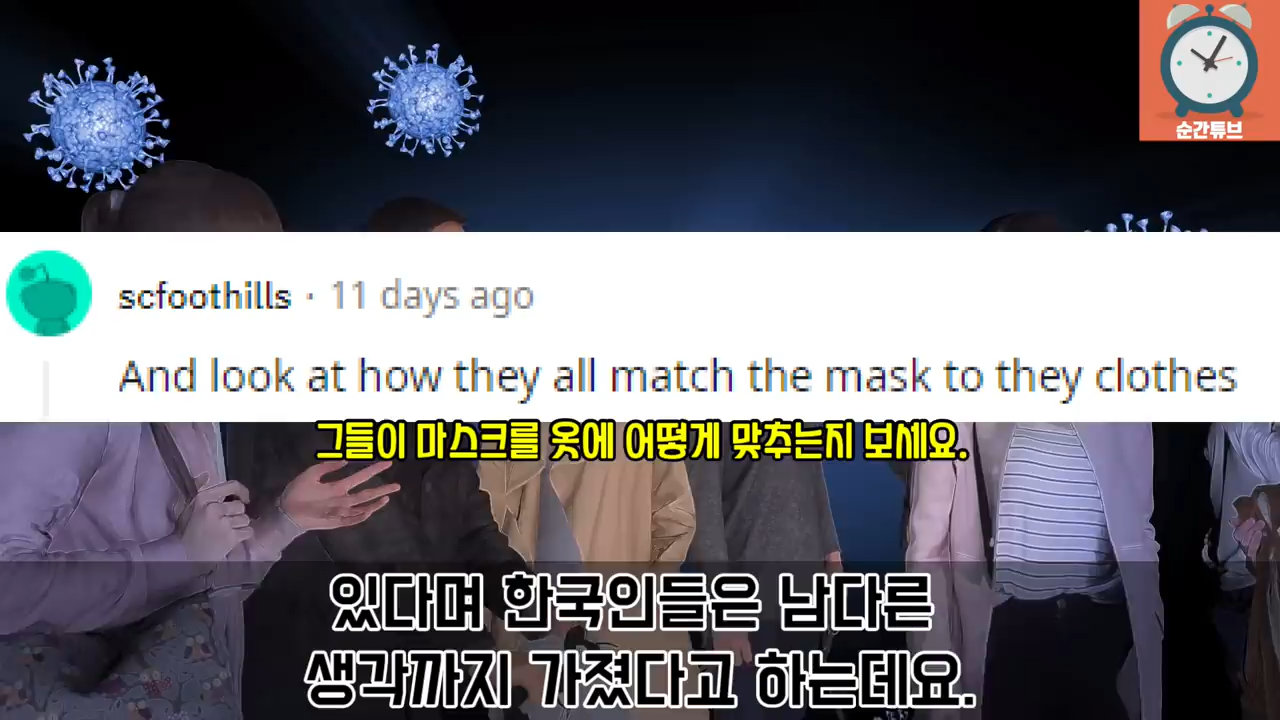 순간튜브
scfoothills · 11 days ago
And look at how they all match the mask to they clothes
그들이 마스크를 옷에 어떻게 맞추는지 보세요.
있다며 한국인들은 남다른
생각까지 가졌다고 하는데요.